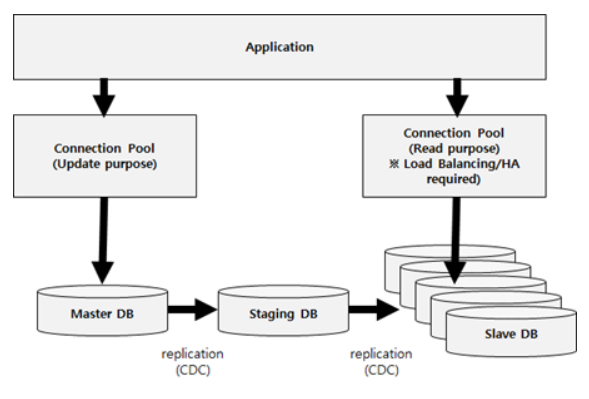 Application
Connection Pool
(Update purpose)
Connection Pool
(Read purpose)
※ Load Balancing/HA
required)
Master DB
Staging DB
Slave DB
replication
(CDC)
replication
(CDC)